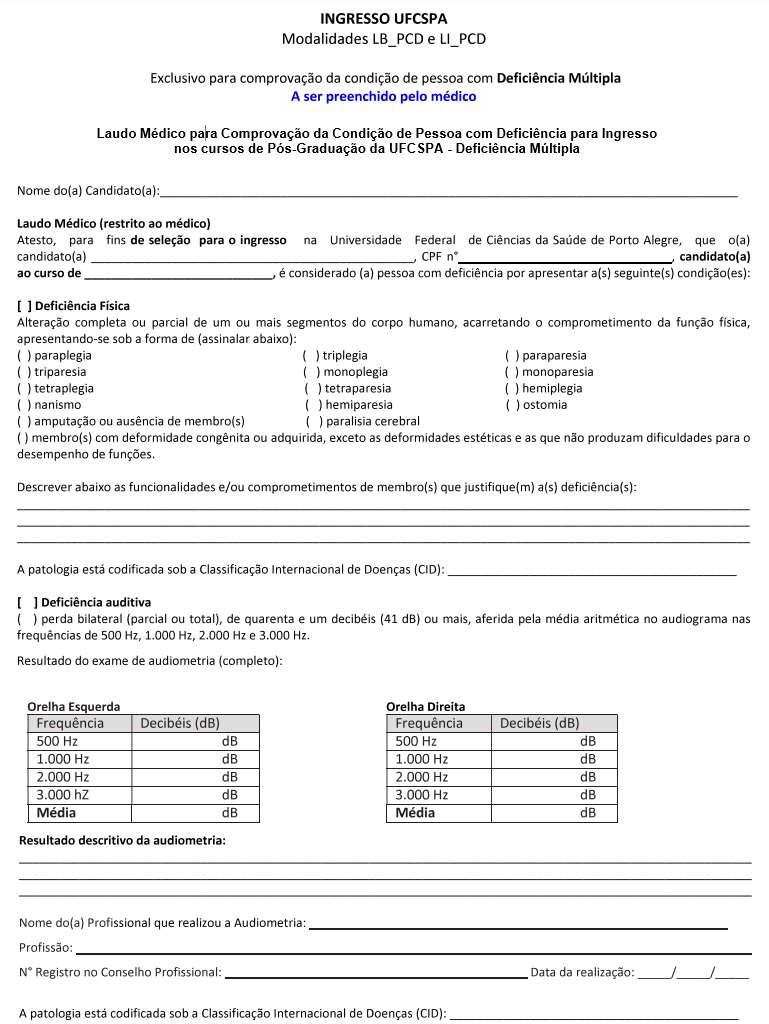 INGRESSO UFCSPA
Modalidades LB_PCD e LI_PCD
Exclusivo para comprovação da condição de pessoa com Deficiência Múltipla
A ser preenchido pelo médico
Laudo Médico para Comprovação da Condição de Pessoa com Deficiência para Ingresso
nos cursos de Pós-Graduação da UFCSPA - Deficiência Múltipla
Nome do(a) Candidato(a):____________________
Laudo Médico (restrito ao médico)
Atesto, para fins de seleção para o ingresso na Universidade Federal de Ciências da Saúde de Porto Alegre, que o(a)
candidato(a) ____________________, CPF n°____________________, candidato(a)
ao curso de ____________________, é considerado (a) pessoa com deficiência por apresentar a(s) seguinte(s) condição(es):
[ ] Deficiência Física
Alteração completa ou parcial de um ou mais segmentos do corpo humano, acarretando o comprometimento da função física,
apresentando-se sob a forma de (assinalar abaixo):
( ) paraplegia ( ) triplegia ( ) paraparesia
( ) triparesia ( ) monoplegia ( ) monoparesia
( ) tetraplegia ( ) tetraparesia ( ) hemiplegia
( ) nanismo ( ) hemiparesia ( ) ostomia
( ) amputação ou ausência de membro(s) ( ) paralisia cerebral
( ) membro(s) com deformidade congênita ou adquirida, exceto as deformidades estéticas e as que não produzam dificuldades para o
desempenho de funções.
Descrever abaixo as funcionalidades e/ou comprometimentos de membro(s) que justifique(m) a(s) deficiência(s):
A patologia está codificada sob a Classificação Internacional de Doenças (CID): ____________________
[ ] Deficiência auditiva
( ) perda bilateral (parcial ou total), de quarenta e um decibéis (41 dB) ou mais, aferida pela média aritmética no audiograma nas
frequências de 500 Hz, 1.000 Hz, 2.000 Hz e 3.000 Hz.
Resultado do exame de audiometria (completo):
Orelha Esquerda
Frequência Decibéis (dB)
500 Hz dB
1.000 Hz dB
2.000 Hz dB
3.000 hZ dB
Média dB
Orelha Direita
Frequência Decibéis (dB)
500 Hz dB
1.000 Hz dB
2.000 Hz dB
3.000 Hz dB
Média dB
Resultado descritivo da audiometria:
Nome do(a) Profissional que realizou a Audiometria: ____________________
Profissão: ____________________
N° Registro no Conselho Profissional: ____________________ Data da realização: _____/_____/_____
A patologia está codificada sob a Classificação Internacional de Doenças (CID): ____________________